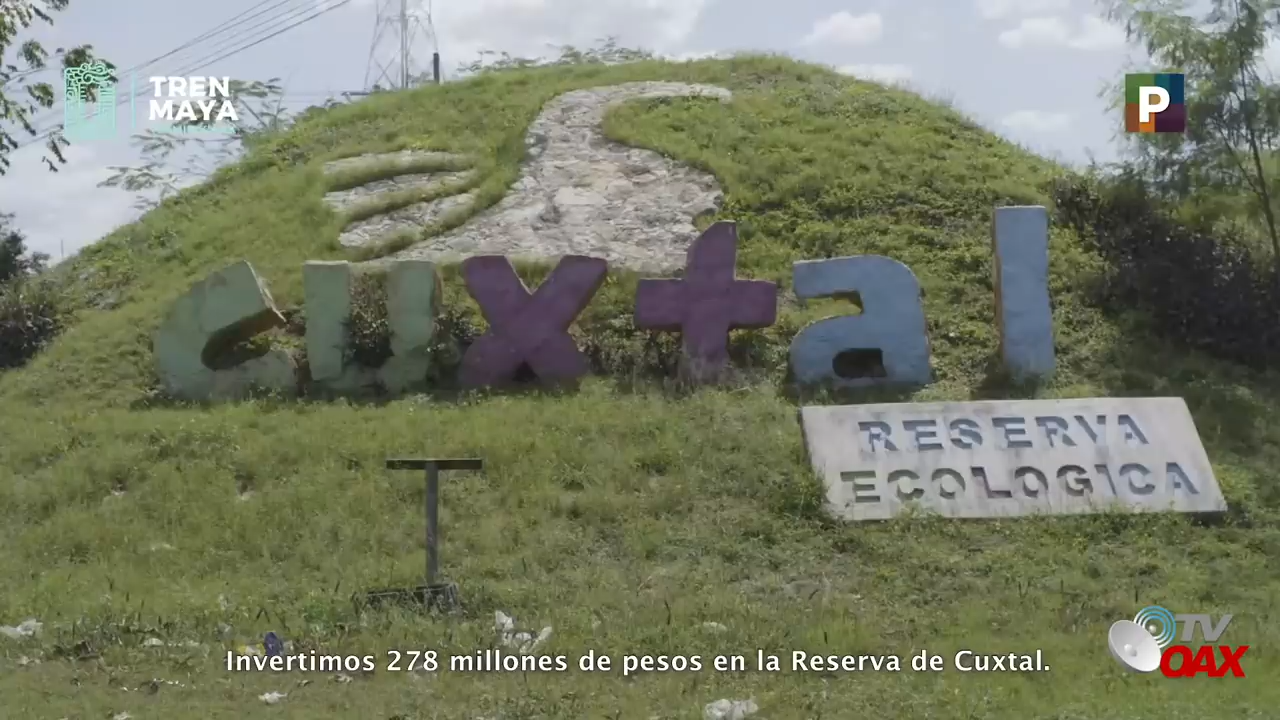 TREN
MAYA
P
cuxtal
RESERVA
ECOLOGICA
TV
OAX
Invertimos 278 millones de pesos en la Reserva de Cuxtal.